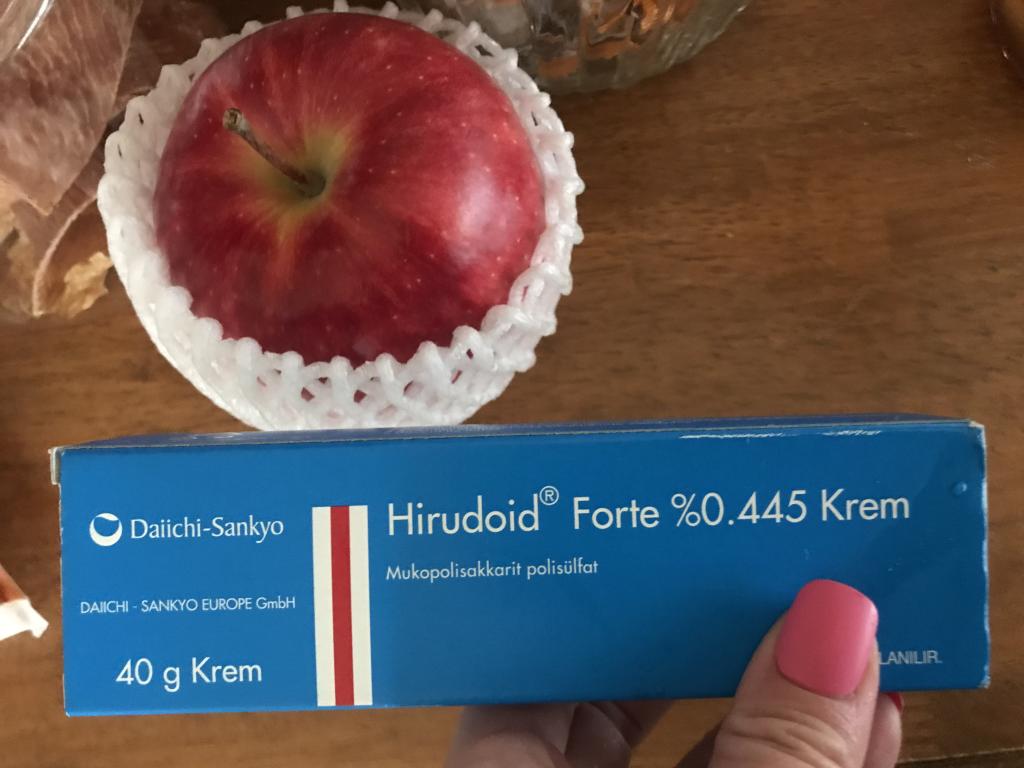 Daiichi-Sankyo
DAIICHI - SANKYO EUROPE GmbH
40 g Krem
Hirudoid® Forte %0.445 Krem
Mukopolisakkarit polisülfat